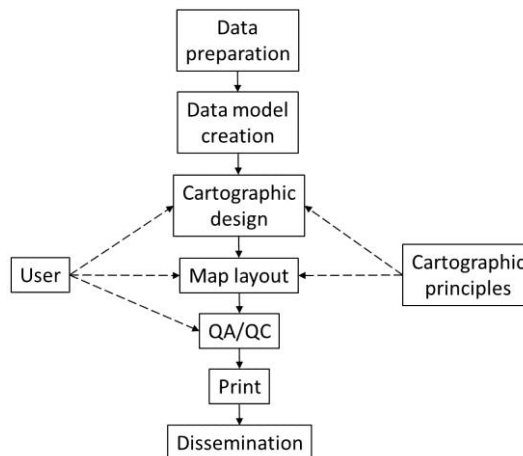 Data
preparation
Data model
creation
Cartographic
design
User
Map layout
Cartographic
principles
QA/QC
Print
Dissemination